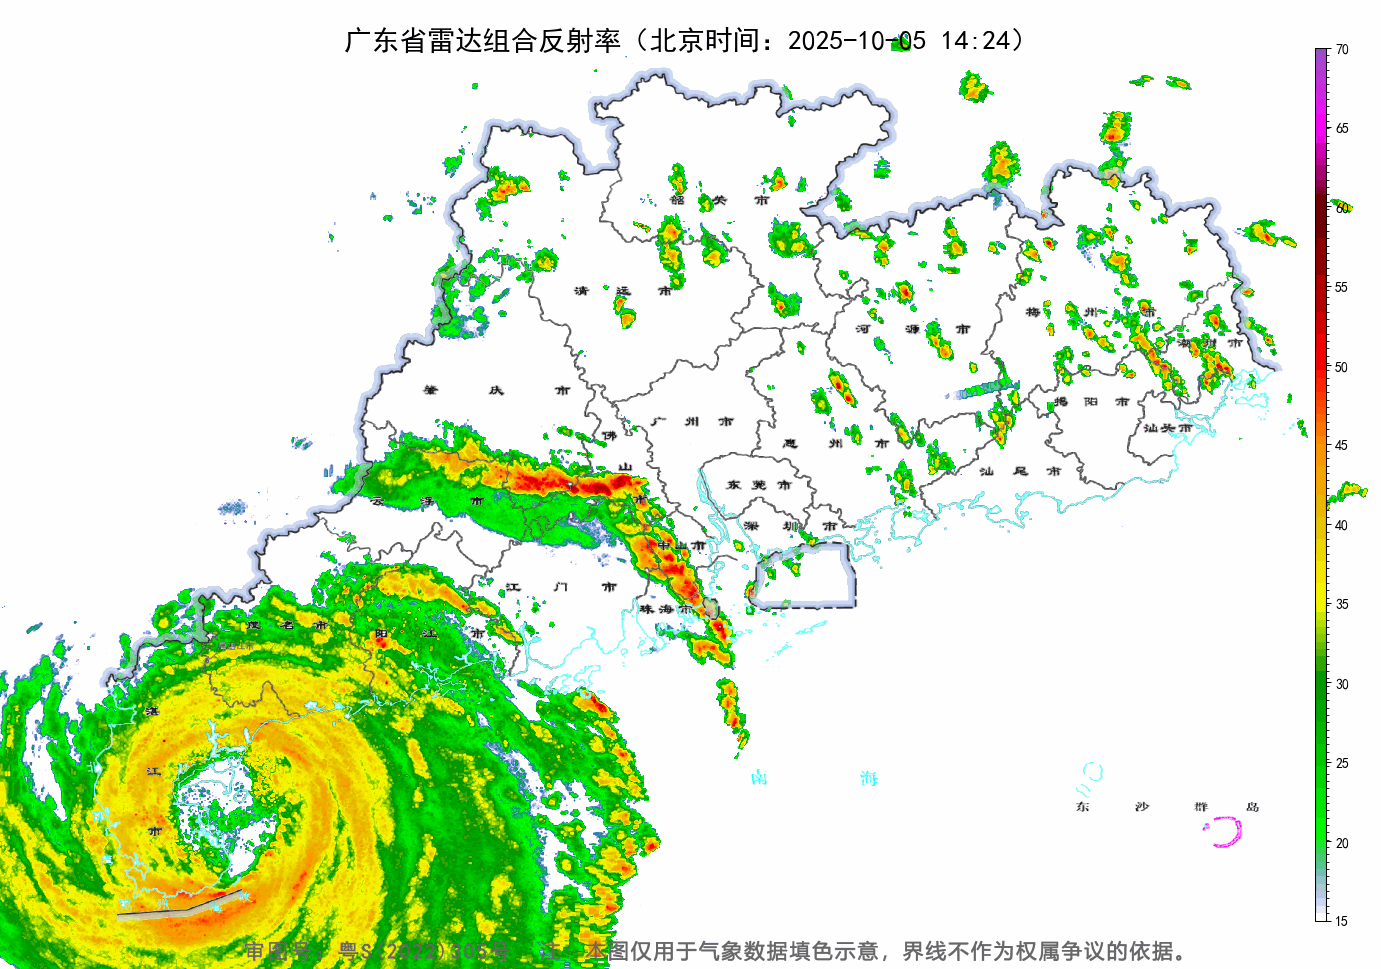 广东省雷达组合反射率（北京时间：2025-10-05 14:24）
70
65
60
55
50
45
40
35
30
25
20
15
韶关市
清远市
河源市
梅州市
潮州市
肇庆市
广州市
佛山市
惠州市
揭阳市
汕头市
汕尾市
东莞市
云浮市
深圳市
中山市
江门市
珠海市
茂名市
阳江市
湛江市
南海
东沙群岛
审图号：粤S(2022)305号 注：本图仅用于气象数据填色示意，界线不作为权属争议的依据。